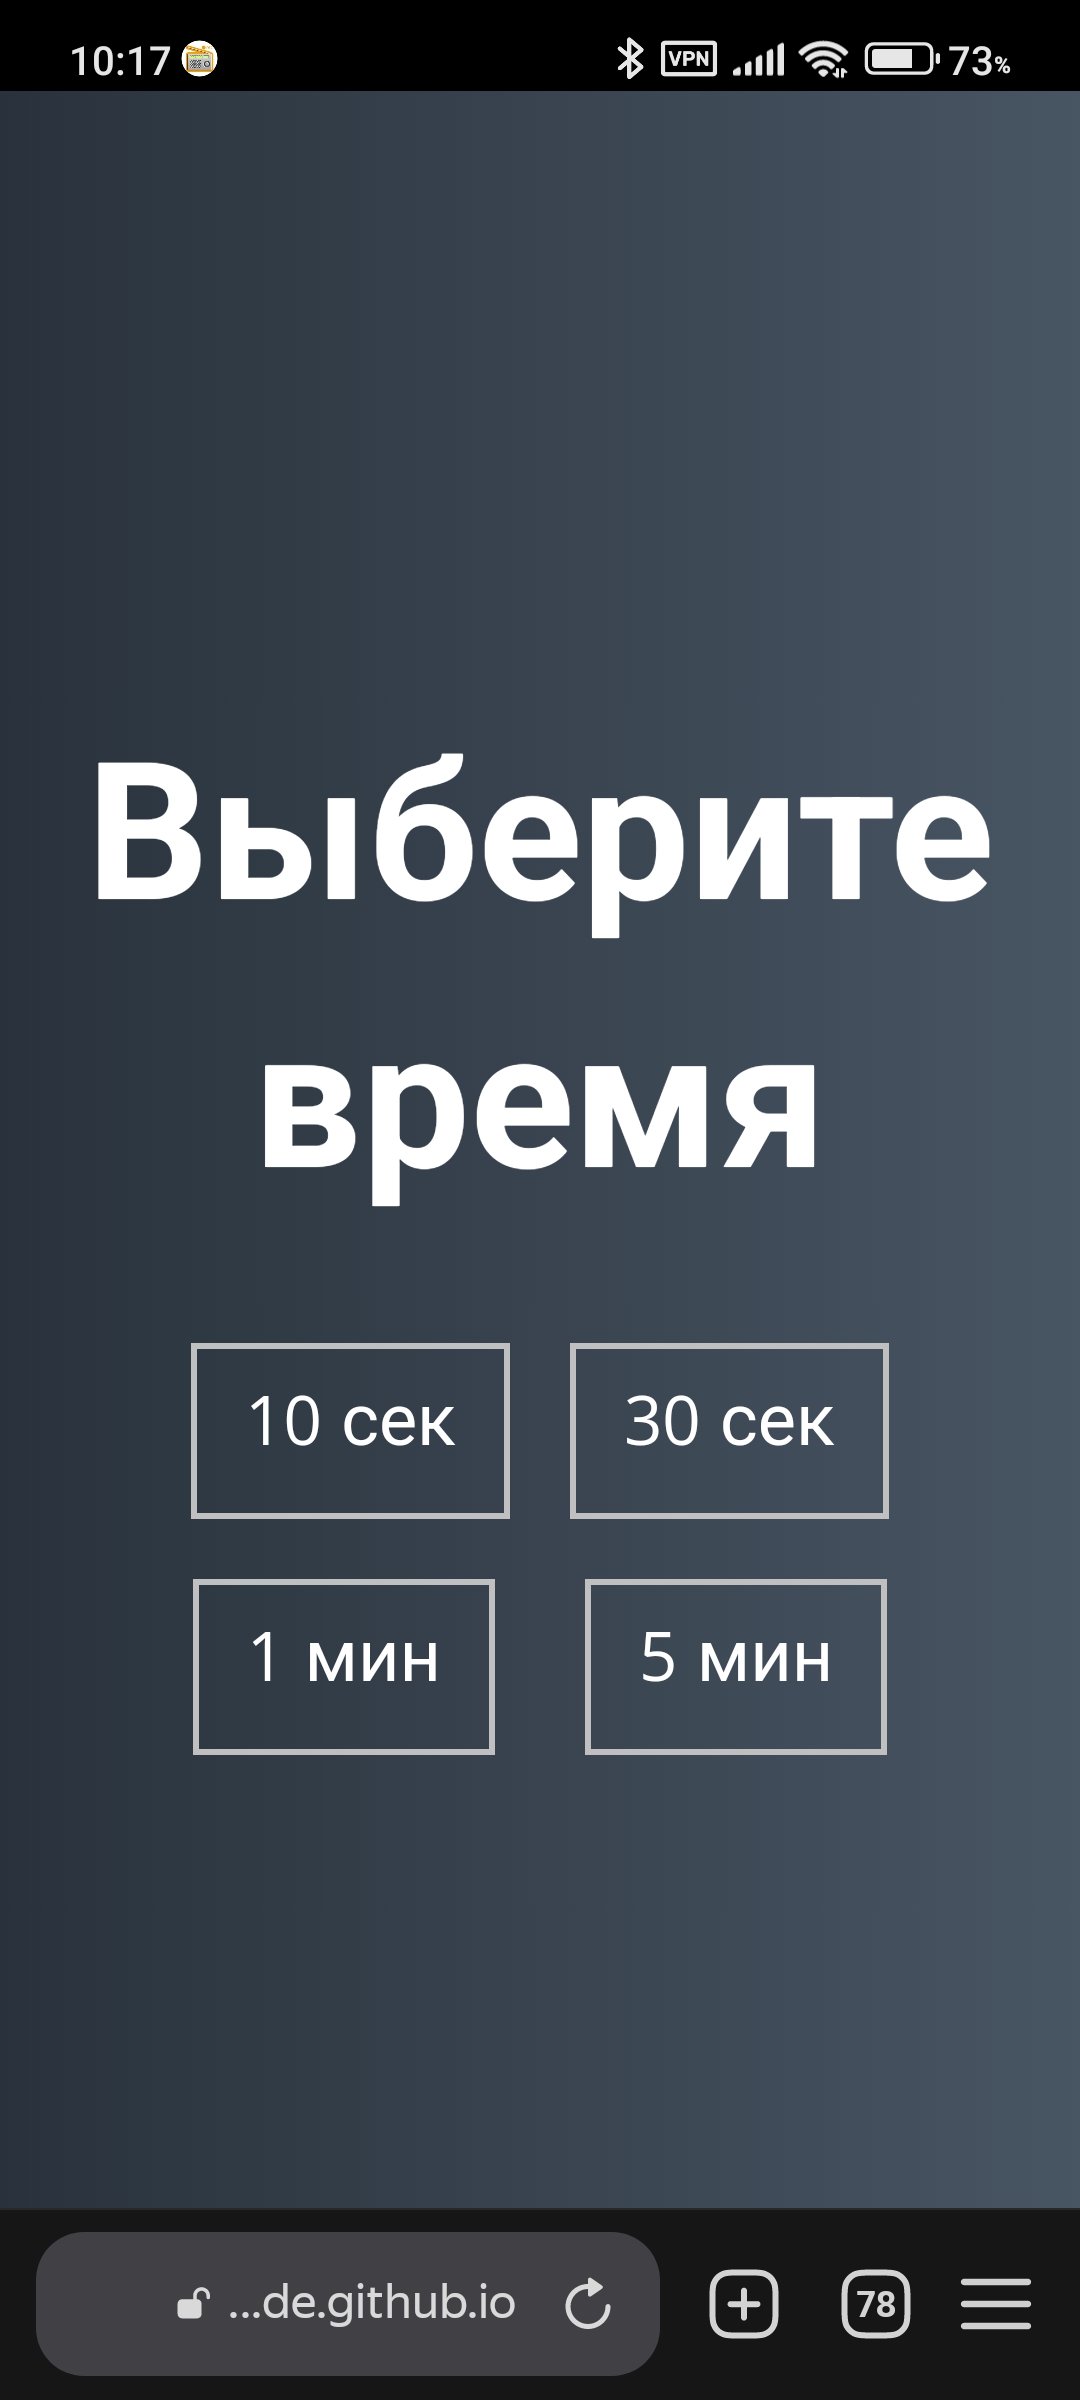 10:17 VPN 73%
Выберите
время
10 сек 30 сек
1 мин 5 мин
...de.github.io 78